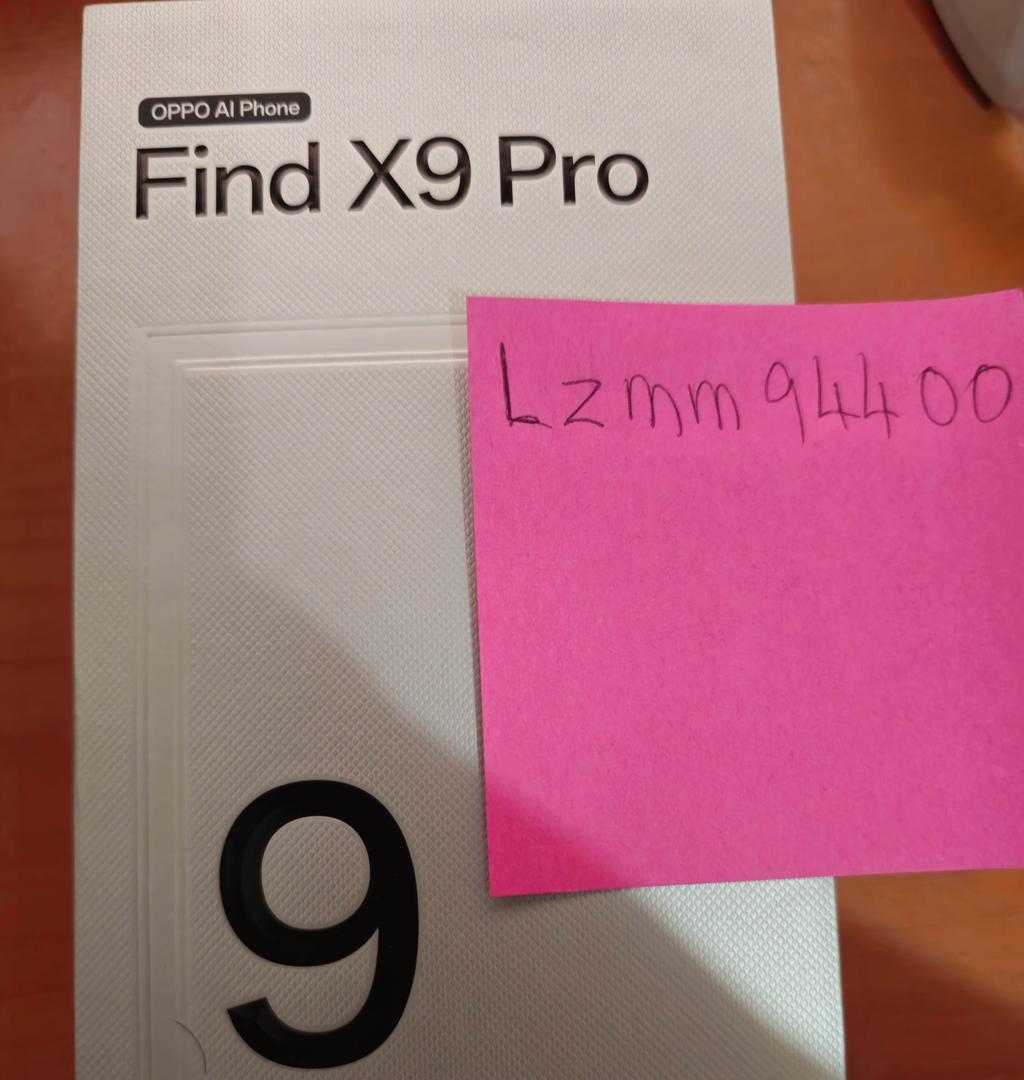 OPPO AI Phone
Find X9 Pro
Lzmm94400
9